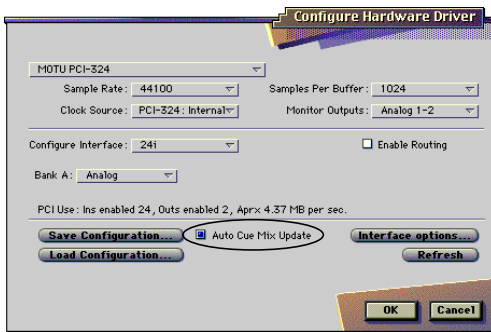 Configure Hardware Driver
MOTU PCI-324
Sample Rate: 44100 Samples Per Buffer: 1024
Clock Source: PCI-324: Internal Monitor Outputs: Analog 1-2
Configure Interface: 24i Enable Routing
Bank A: Analog
PCI Use: Ins enabled 24, Outs enabled 2, Aprx 4.37 MB per sec.
Save Configuration... Auto Cue Mix Update Interface options...
Load Configuration... Refresh
OK Cancel